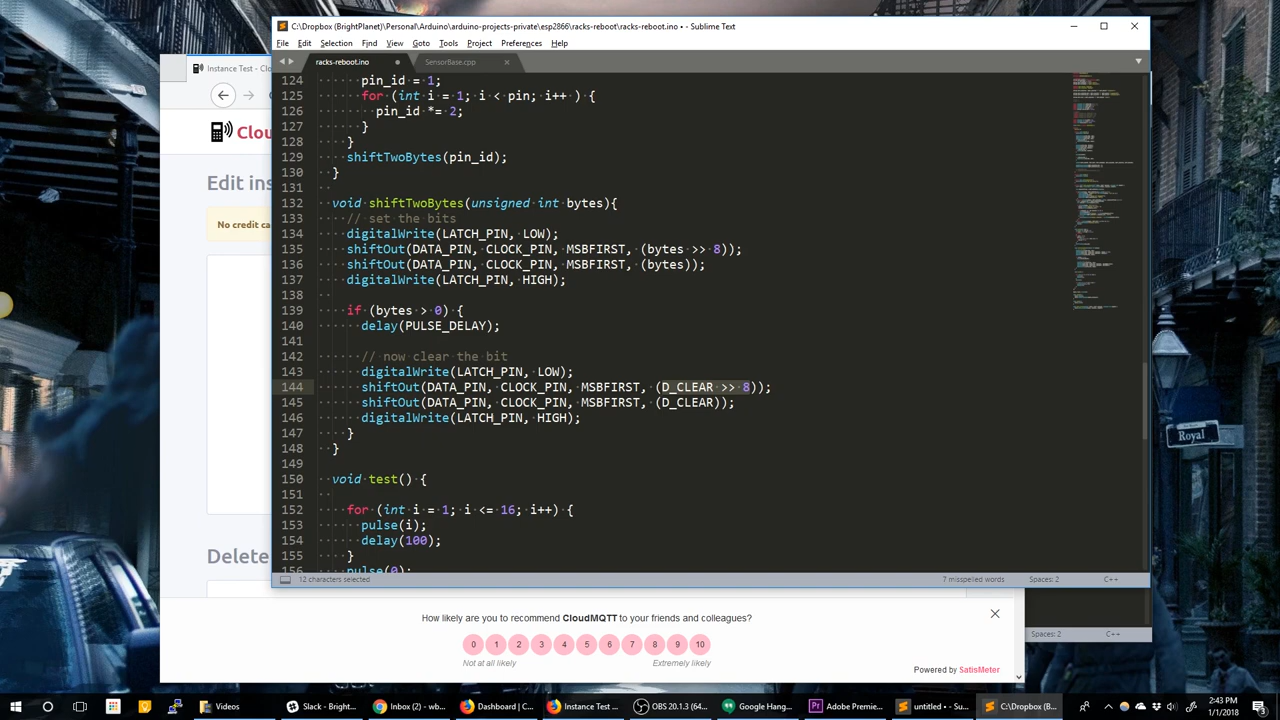 C:\Dropbox (BrightPlanet)\Personal\Arduino\arduino-projects-private\esp2866\racks-reboot\racks-reboot.ino • - Sublime Text
File Edit Selection Find View Goto Tools Project Preferences Help
racks-reboot.ino SensorBase.cpp
124 pin_id = 1;
125 for (int i = 1; i < pin; i++ ) {
126 pin_id *= 2;
127 }
128 }
129 shiftTwoBytes(pin_id);
130 }
131
132 void shiftTwoBytes(unsigned int bytes){
133 // set the bits
134 digitalWrite(LATCH_PIN, LOW);
135 shiftOut(DATA_PIN, CLOCK_PIN, MSBFIRST, (bytes >> 8));
136 shiftOut(DATA_PIN, CLOCK_PIN, MSBFIRST, (bytes));
137 digitalWrite(LATCH_PIN, HIGH);
138
139 if (bytes > 0) {
140 delay(PULSE_DELAY);
141
142 // now clear the bit
143 digitalWrite(LATCH_PIN, LOW);
144 shiftOut(DATA_PIN, CLOCK_PIN, MSBFIRST, (D_CLEAR >> 8));
145 shiftOut(DATA_PIN, CLOCK_PIN, MSBFIRST, (D_CLEAR));
146 digitalWrite(LATCH_PIN, HIGH);
147 }
148 }
149
150 void test() {
151
152 for (int i = 1; i <= 16; i++) {
153 pulse(i);
154 delay(100);
155 }
156 pulse(0);
12 characters selected 7 misspelled words Spaces: 2 C++
Instance Test - Clo
Clou
Edit ins
No credit ca
Delete
Royal
Spaces: 2 C++
How likely are you to recommend CloudMQTT to your friends and colleagues?
0 1 2 3 4 5 6 7 8 9 10
Not at all likely Extremely likely
Powered by SatisMeter
Videos Slack - Bright... Inbox (2) - wb... Dashboard | C... Instance Test ... OBS 20.1.3 (64... Google Hang... Adobe Premie... untitled • - Su... C:\Dropbox (B...
2:43 PM
1/1/2018
3